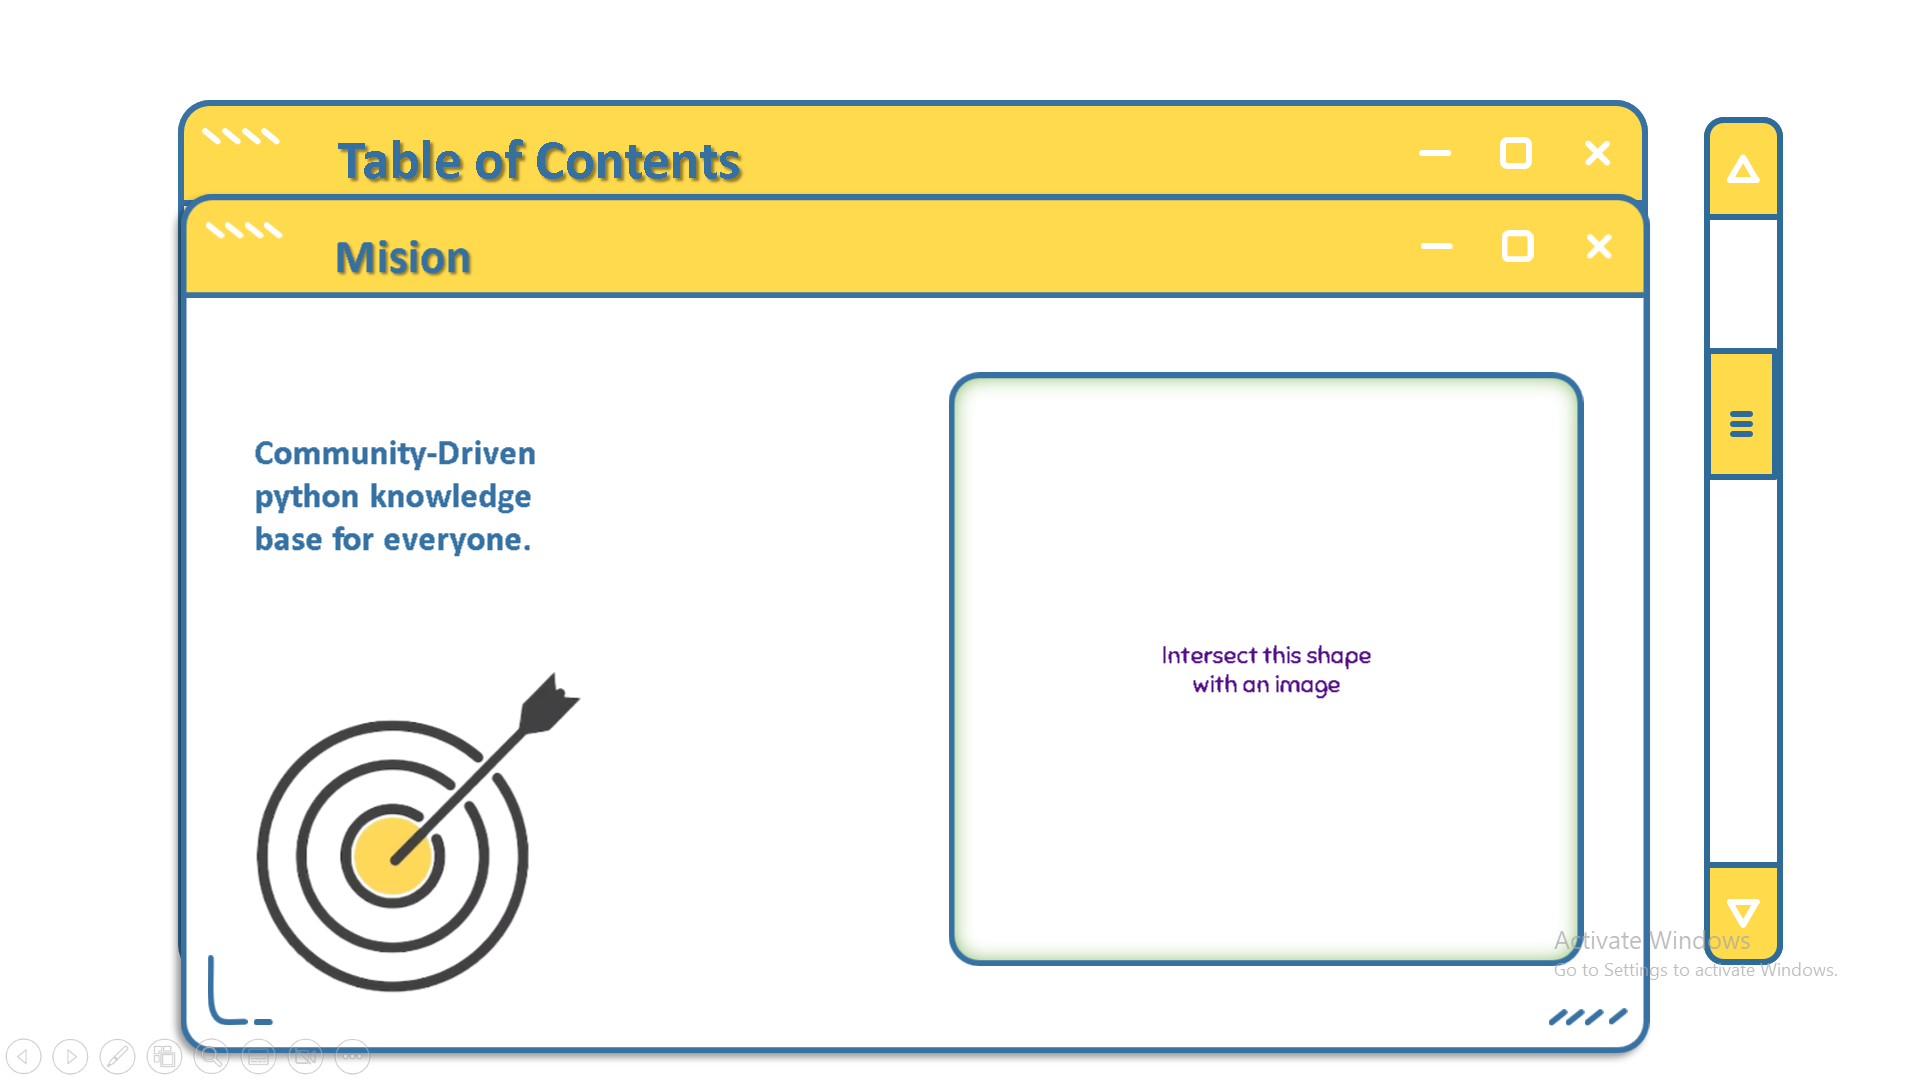 Table of Contents
Mision
Community-Driven
python knowledge
base for everyone.
Intersect this shape
with an image
Activate Windows
Go to Settings to activate Windows.